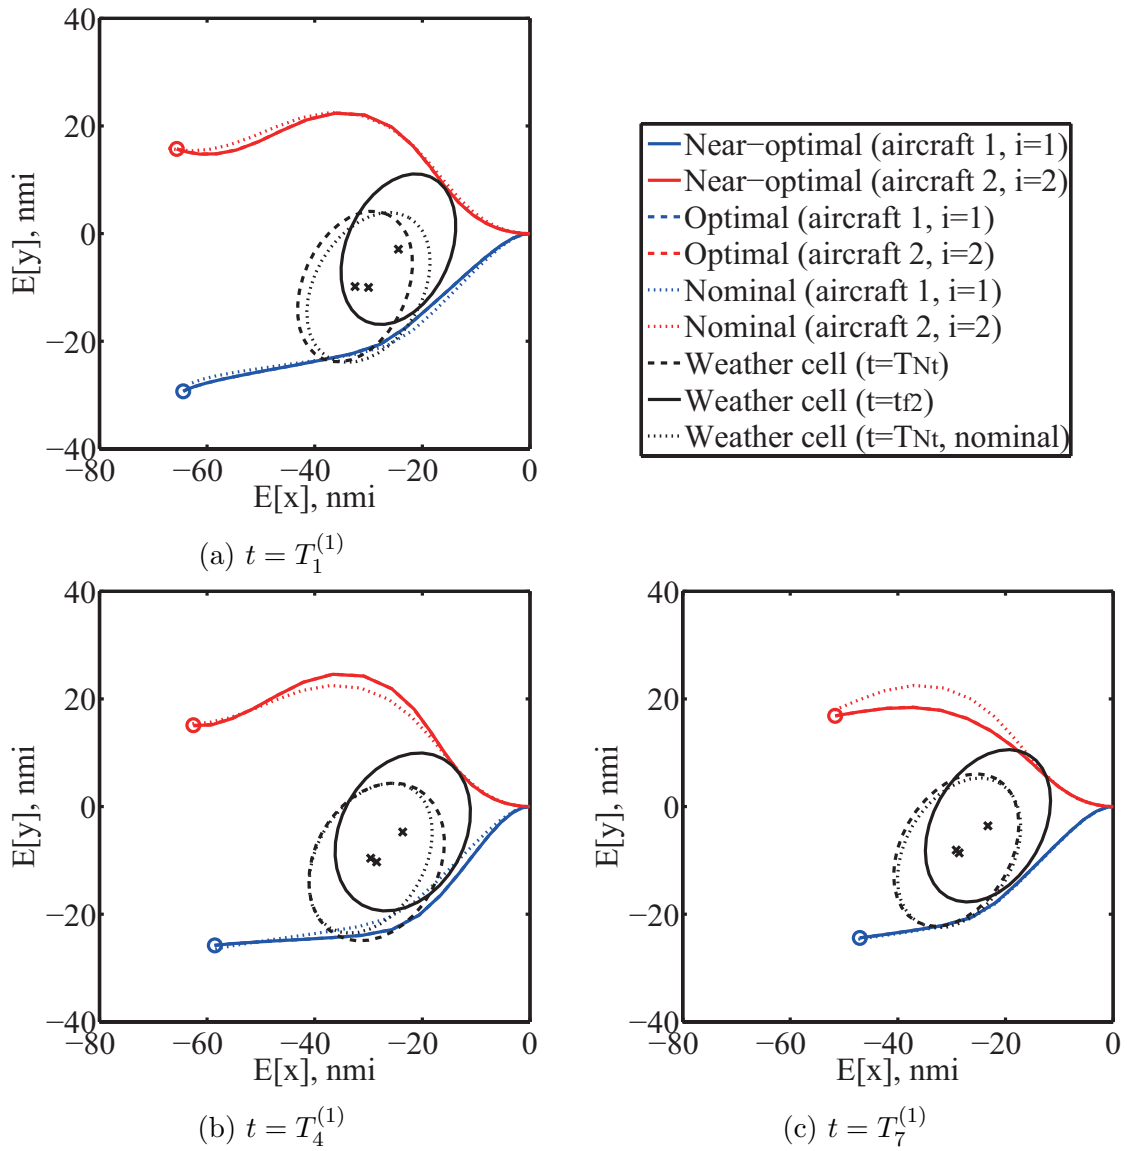 40
20
0
−20
−40
−80
−60
−40
−20
0
E[y], nmi
E[x], nmi
(a) t = T₁⁽¹⁾
Near−optimal (aircraft 1, i=1)
Near−optimal (aircraft 2, i=2)
Optimal (aircraft 1, i=1)
Optimal (aircraft 2, i=2)
Nominal (aircraft 1, i=1)
Nominal (aircraft 2, i=2)
Weather cell (t=TNt)
Weather cell (t=tf2)
Weather cell (t=TNt, nominal)
40
20
0
−20
−40
−80
−60
−40
−20
0
E[y], nmi
E[x], nmi
(b) t = T₄⁽¹⁾
40
20
0
−20
−40
−80
−60
−40
−20
0
E[y], nmi
E[x], nmi
(c) t = T₇⁽¹⁾